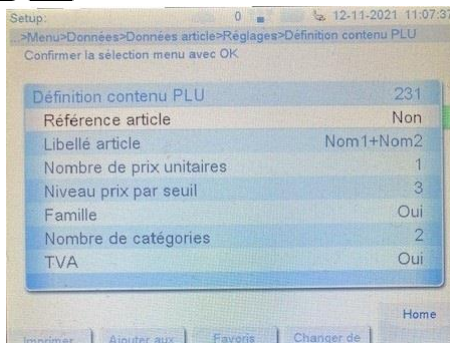 Setup: 0 12-11-2021 11:07:37
>Menu>Données>Données article>Réglages>Définition contenu PLU
Confirmer la sélection menu avec OK
Définition contenu PLU 231
Référence article Non
Libellé article Nom1+Nom2
Nombre de prix unitaires 1
Niveau prix par seuil 3
Famille Oui
Nombre de catégories 2
TVA Oui
Home
Imprimer Ajouter aux Favoris Changer de